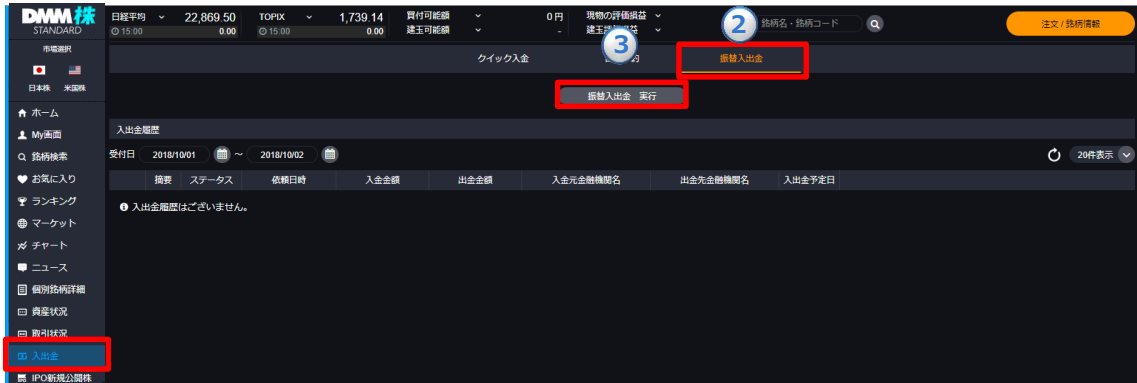 DMM株
STANDARD
日経平均 22,869.50
15:00 0.00
TOPIX 1,739.14
15:00 0.00
買付可能額 0 円
建玉可能額 -
現物の評価損益
2
銘柄名・銘柄コード
注文 / 銘柄情報
市場選択
日本株 米国株
ホーム
My画面
銘柄検索
お気に入り
ランキング
マーケット
チャート
ニュース
個別銘柄詳細
資産状況
取引状況
入出金
IPO新規公開株
3
クイック入金
振替入出金
振替入出金 実行
入出金履歴
受付日 2018/10/01 ～ 2018/10/02
20件表示
摘要 ステータス 依頼日時 入金金額 出金金額 入金元金融機関名 出金先金融機関名 入出金予定日
入出金履歴はございません。